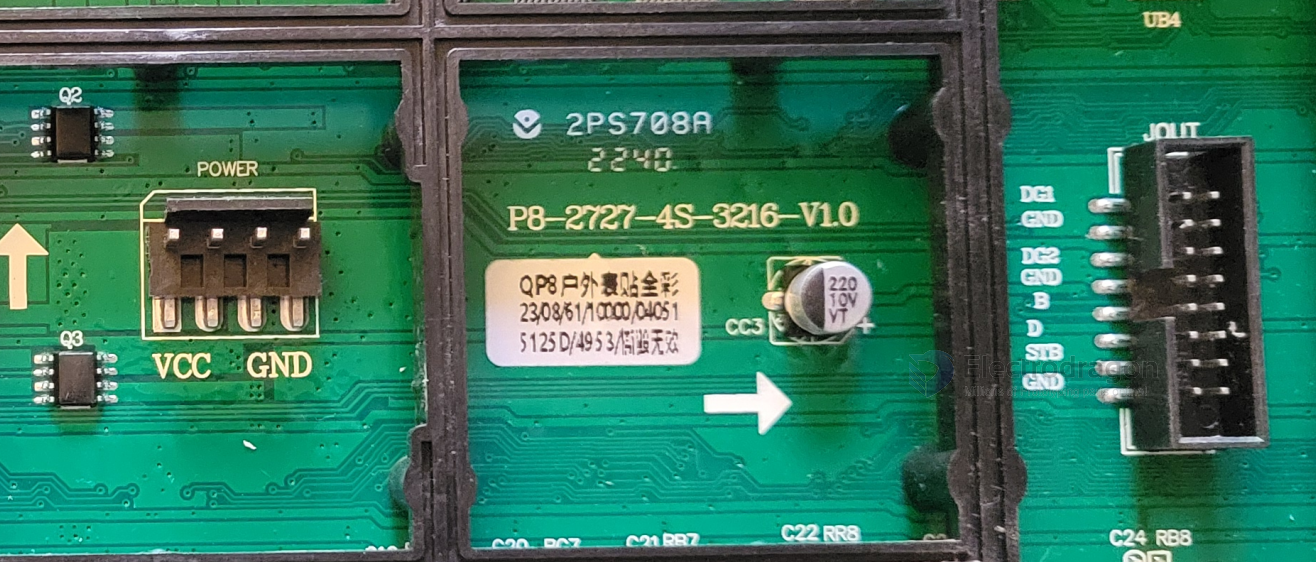 UB4
Q2
POWER
2PS708A
2240
P8-2727-4S-3216-V1.0
QP8户外表贴全彩
23/08/61/10000/04051
5125D/4953/撕毁无效
220
10V
VT
CC3
+
Q3
VCC GND
JOUT
DG1
GND
DG2
GND
B
D
STB
GND
Electrodragon
C21 RB7
C22 RR8
C24 RB8